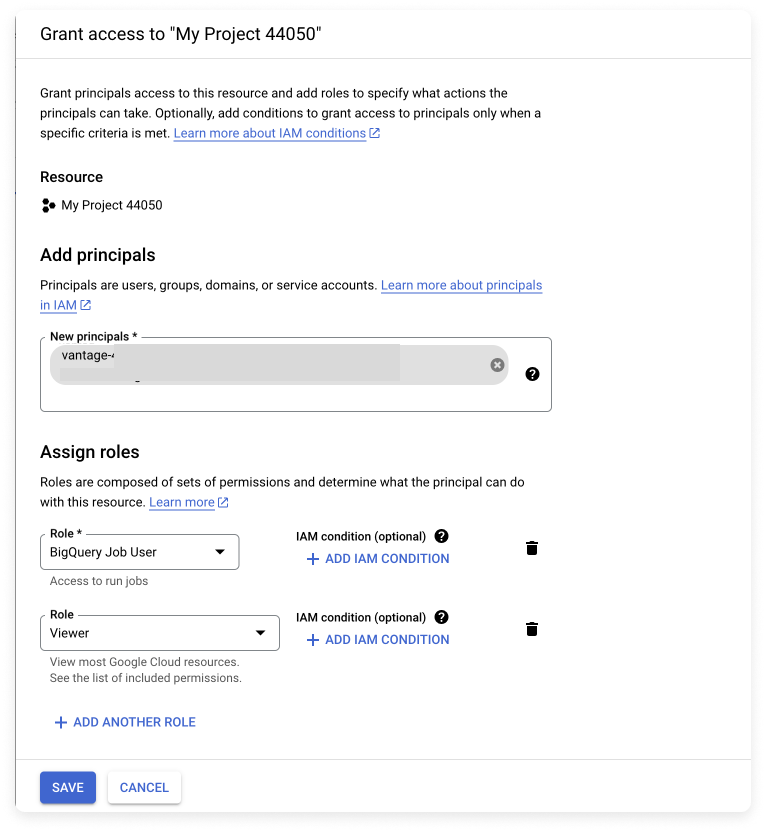 Grant access to "My Project 44050"
Grant principals access to this resource and add roles to specify what actions the
principals can take. Optionally, add conditions to grant access to principals only when a
specific criteria is met. Learn more about IAM conditions
Resource
My Project 44050
Add principals
Principals are users, groups, domains, or service accounts. Learn more about principals
in IAM
New principals *
vantage-
Assign roles
Roles are composed of sets of permissions and determine what the principal can do
with this resource. Learn more
Role *
IAM condition (optional)
BigQuery Job User
+ ADD IAM CONDITION
Access to run jobs
Role
IAM condition (optional)
Viewer
+ ADD IAM CONDITION
View most Google Cloud resources.
See the list of included permissions.
+ ADD ANOTHER ROLE
SAVE
CANCEL